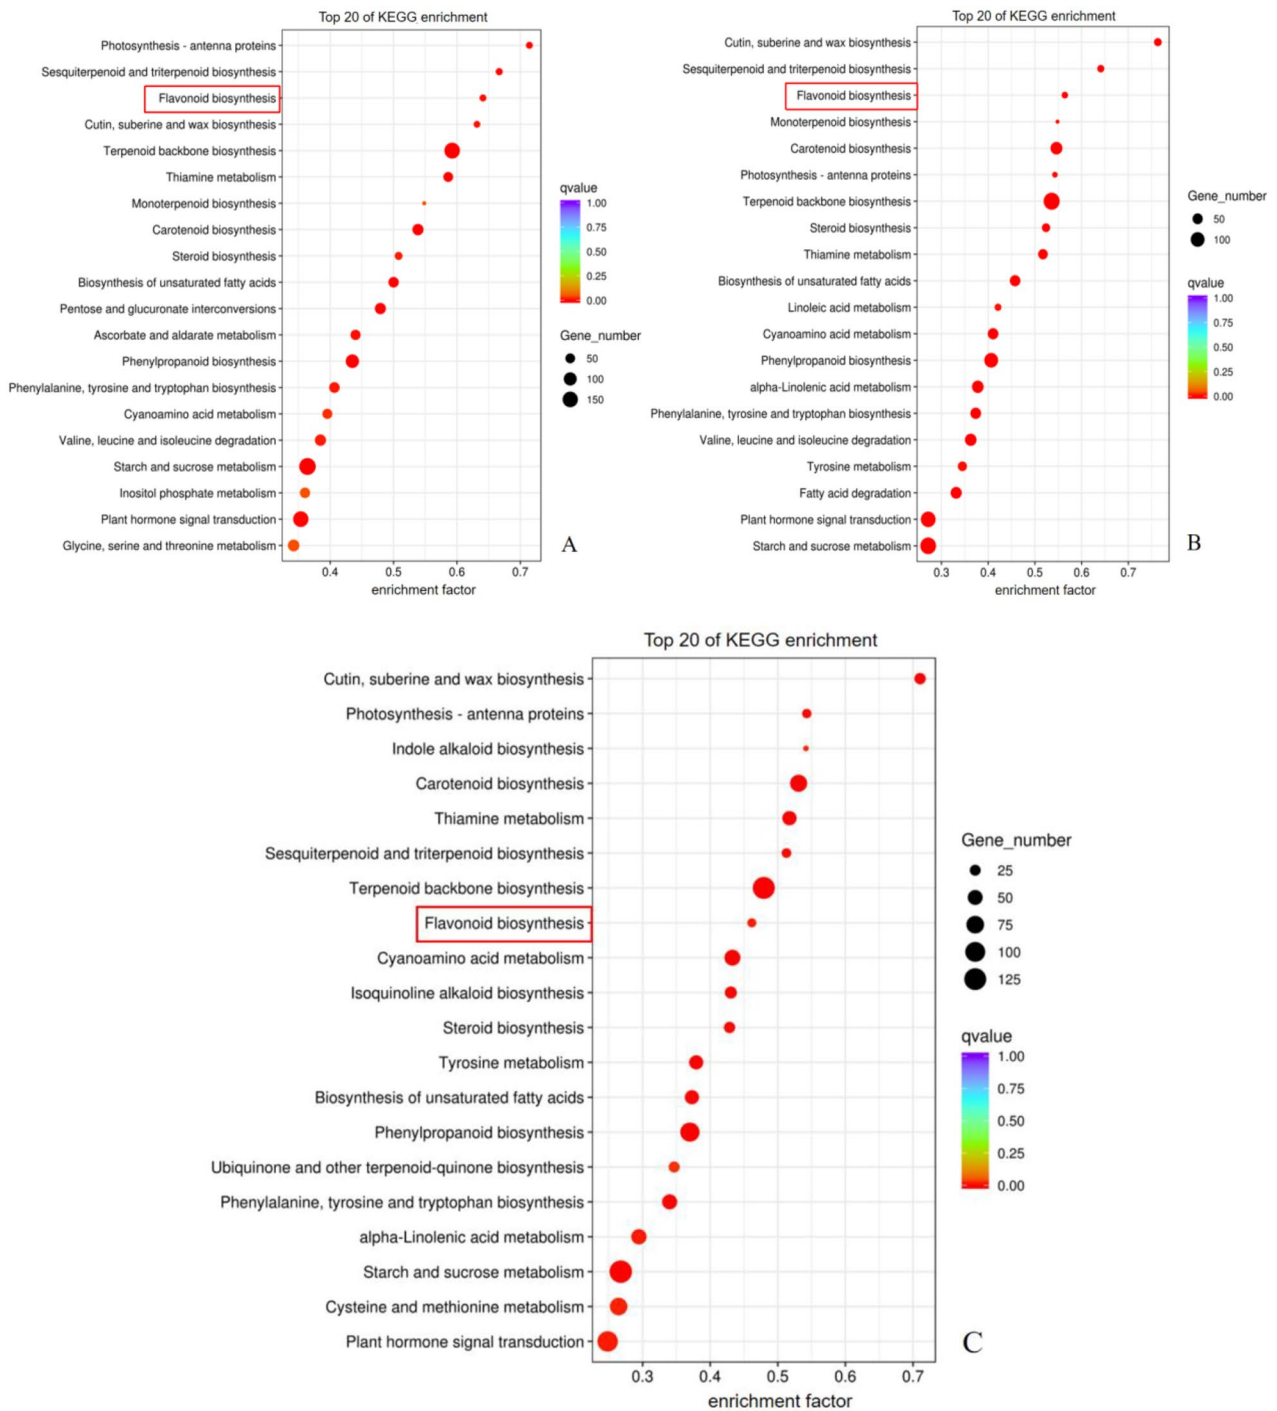 Top 20 of KEGG enrichment
Photosynthesis - antenna proteins
Sesquiterpenoid and triterpenoid biosynthesis
Flavonoid biosynthesis
Cutin, suberine and wax biosynthesis
Terpenoid backbone biosynthesis
Thiamine metabolism
Monoterpenoid biosynthesis
Carotenoid biosynthesis
Steroid biosynthesis
Biosynthesis of unsaturated fatty acids
Pentose and glucuronate interconversions
Ascorbate and aldarate metabolism
Phenylpropanoid biosynthesis
Phenylalanine, tyrosine and tryptophan biosynthesis
Cyanoamino acid metabolism
Valine, leucine and isoleucine degradation
Starch and sucrose metabolism
Inositol phosphate metabolism
Plant hormone signal transduction
Glycine, serine and threonine metabolism
0.4 0.5 0.6 0.7
enrichment factor
qvalue
1.00
0.75
0.50
0.25
0.00
Gene_number
50
100
150
A
Top 20 of KEGG enrichment
Cutin, suberine and wax biosynthesis
Sesquiterpenoid and triterpenoid biosynthesis
Flavonoid biosynthesis
Monoterpenoid biosynthesis
Carotenoid biosynthesis
Photosynthesis - antenna proteins
Terpenoid backbone biosynthesis
Steroid biosynthesis
Thiamine metabolism
Biosynthesis of unsaturated fatty acids
Linoleic acid metabolism
Cyanoamino acid metabolism
Phenylpropanoid biosynthesis
alpha-Linolenic acid metabolism
Phenylalanine, tyrosine and tryptophan biosynthesis
Valine, leucine and isoleucine degradation
Tyrosine metabolism
Fatty acid degradation
Plant hormone signal transduction
Starch and sucrose metabolism
0.3 0.4 0.5 0.6 0.7
enrichment factor
Gene_number
50
100
qvalue
1.00
0.75
0.50
0.25
0.00
B
Top 20 of KEGG enrichment
Cutin, suberine and wax biosynthesis
Photosynthesis - antenna proteins
Indole alkaloid biosynthesis
Carotenoid biosynthesis
Thiamine metabolism
Sesquiterpenoid and triterpenoid biosynthesis
Terpenoid backbone biosynthesis
Flavonoid biosynthesis
Cyanoamino acid metabolism
Isoquinoline alkaloid biosynthesis
Steroid biosynthesis
Tyrosine metabolism
Biosynthesis of unsaturated fatty acids
Phenylpropanoid biosynthesis
Ubiquinone and other terpenoid-quinone biosynthesis
Phenylalanine, tyrosine and tryptophan biosynthesis
alpha-Linolenic acid metabolism
Starch and sucrose metabolism
Cysteine and methionine metabolism
Plant hormone signal transduction
0.3 0.4 0.5 0.6 0.7
enrichment factor
Gene_number
25
50
75
100
125
qvalue
1.00
0.75
0.50
0.25
0.00
C